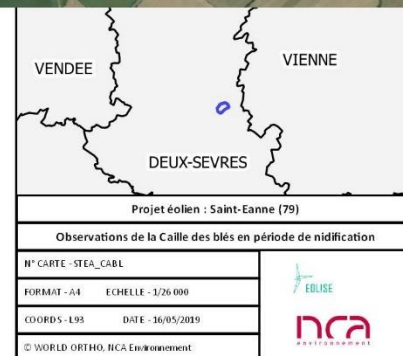 VENDEE
VIENNE
DEUX-SEVRES
Projet éolien : Saint-Eanne (79)
Observations de la Caille des blés en période de nidification
N° CARTE - STEA_CABL
FORMAT - A4 ECHELLE - 1/26 000
COORDS - L93 DATE - 16/05/2019
© WORLD ORTHO, NCA Environnement
EOLISE
nca
environnement